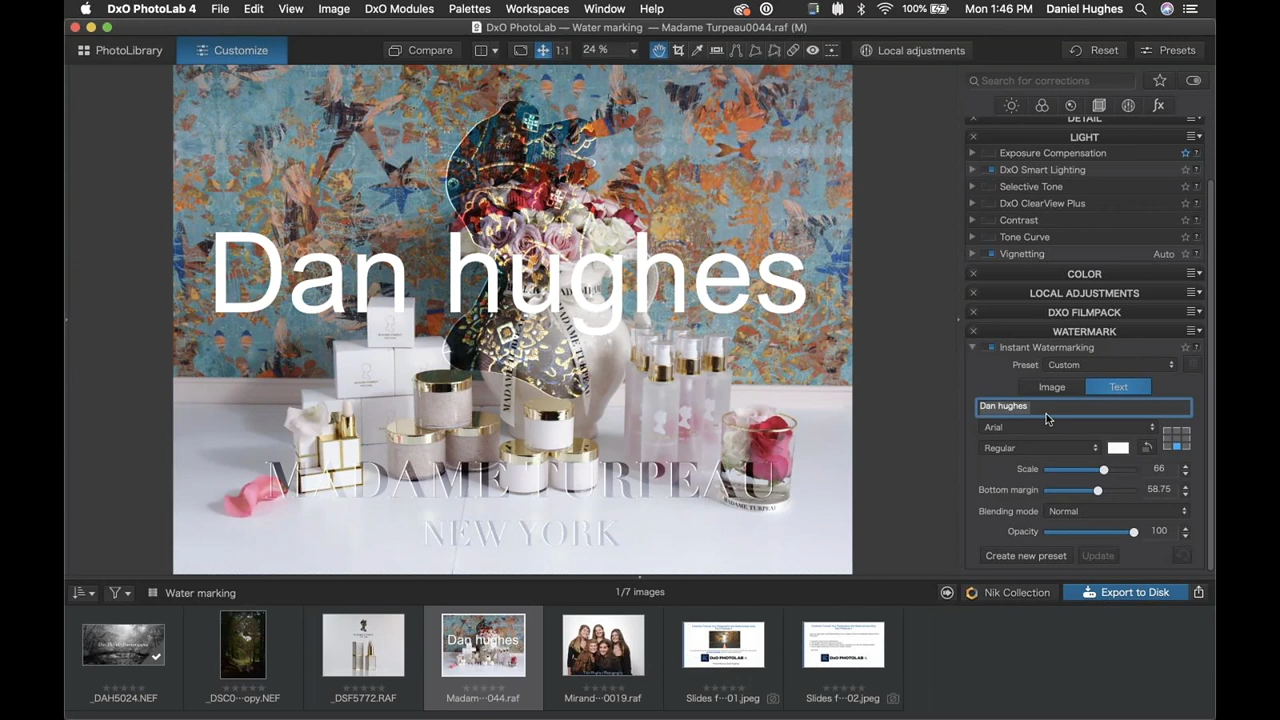 DxO PhotoLab 4 File Edit View Image DxO Modules Palettes Workspaces Window Help 100% Mon 1:46 PM Daniel Hughes
DxO PhotoLab — Water marking — Madame Turpeau0044.raf (M)
PhotoLibrary Customize Compare 1:1 24 % Local adjustments Reset Presets
Search for corrections
fx
DETAIL
LIGHT
Exposure Compensation
DxO Smart Lighting
Selective Tone
DxO ClearView Plus
Contrast
Tone Curve
Vignetting Auto
COLOR
LOCAL ADJUSTMENTS
DXO FILMPACK
WATERMARK
Instant Watermarking
Preset Custom
Image Text
Dan hughes
Arial
Regular
Scale 66
Bottom margin 58.75
Blending mode Normal
Opacity 100
Create new preset Update
Dan hughes
MADAME TURPEAU
NEW YORK
Water marking 1/7 images Nik Collection Export to Disk
Dan hughes
_DAH5024.NEF _DSC0···opy.NEF _DSF5772.RAF Madam···044.raf Mirand···0019.raf Slides f···01.jpeg Slides f···02.jpeg